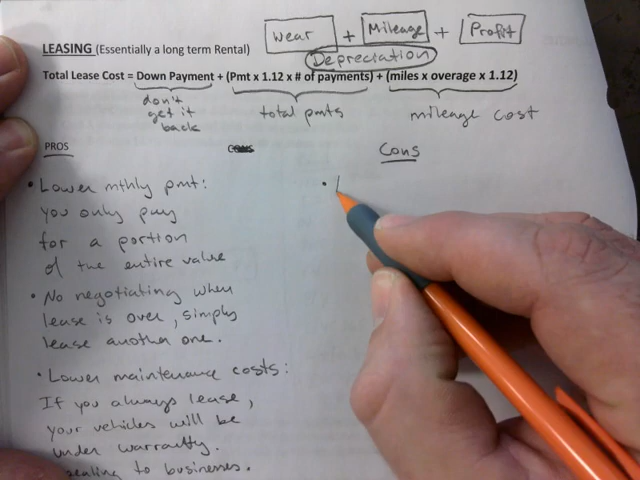 Wear + Mileage + Profit
LEASING (Essentially a long term Rental)
Depreciation
Total Lease Cost = Down Payment + (Pmt x 1.12 x # of payments) + (miles x overage x 1.12)
don't
get it
back
total pmts
mileage cost
PROS
Cons
• Lower mthly pmt:
you only pay
for a portion
of the entire value
• No negotiating when
lease is over, simply
lease another one.
• Lower maintenance costs:
If you always lease,
your vehicles will be
under warranty.
to businesses.